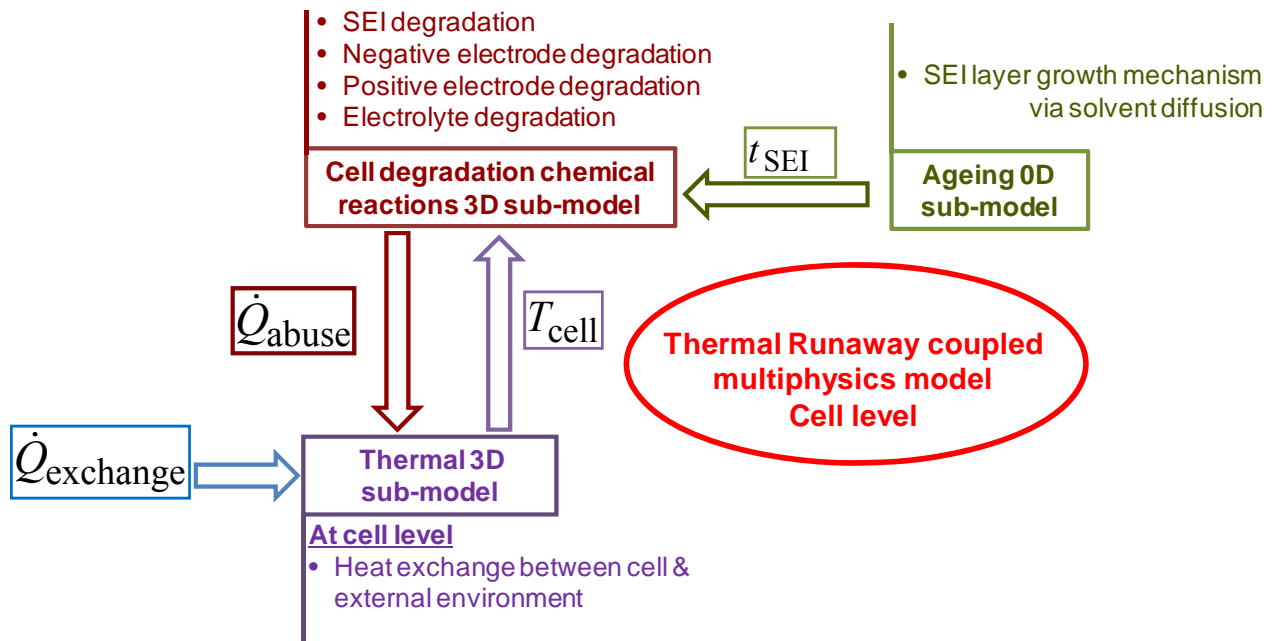 • SEI degradation
• Negative electrode degradation
• Positive electrode degradation
• Electrolyte degradation
Cell degradation chemical
reactions 3D sub-model
t SEI
• SEI layer growth mechanism
via solvent diffusion
Ageing 0D
sub-model
Q̇abuse
Tcell
Thermal Runaway coupled
multiphysics model
Cell level
Q̇exchange
Thermal 3D
sub-model
At cell level
• Heat exchange between cell &
external environment